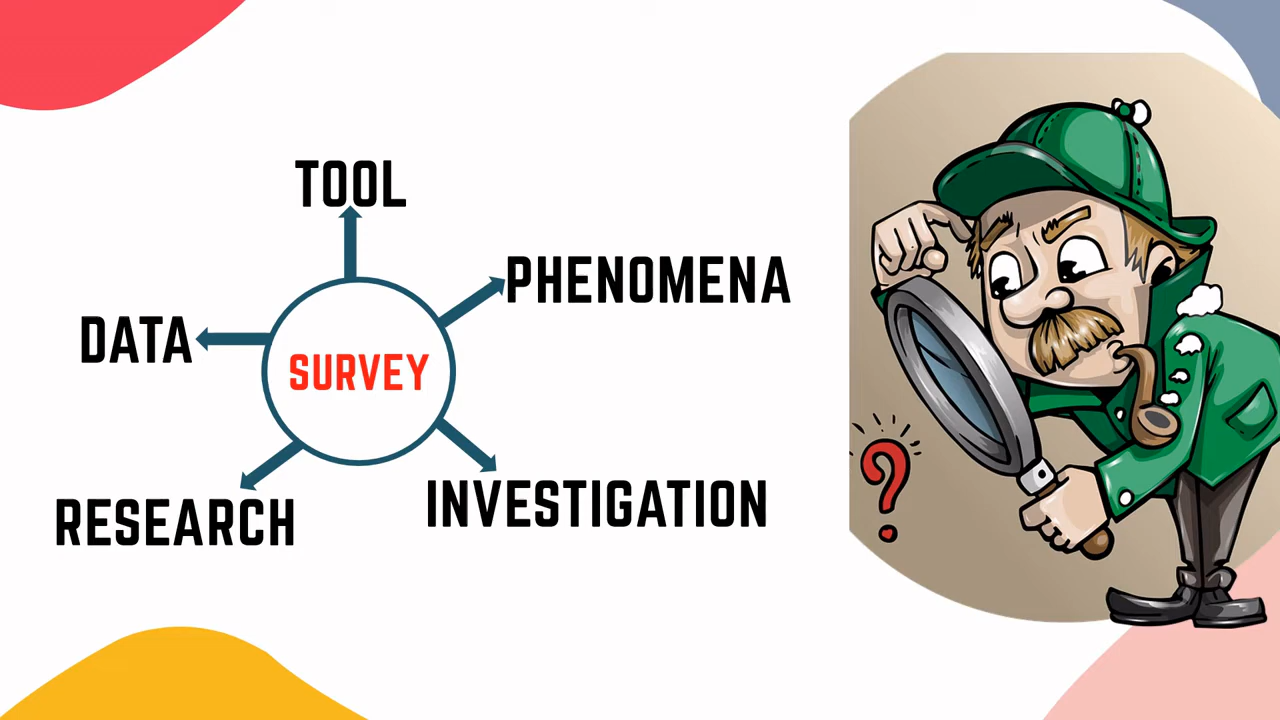 TOOL
PHENOMENA
DATA
SURVEY
RESEARCH
INVESTIGATION
?